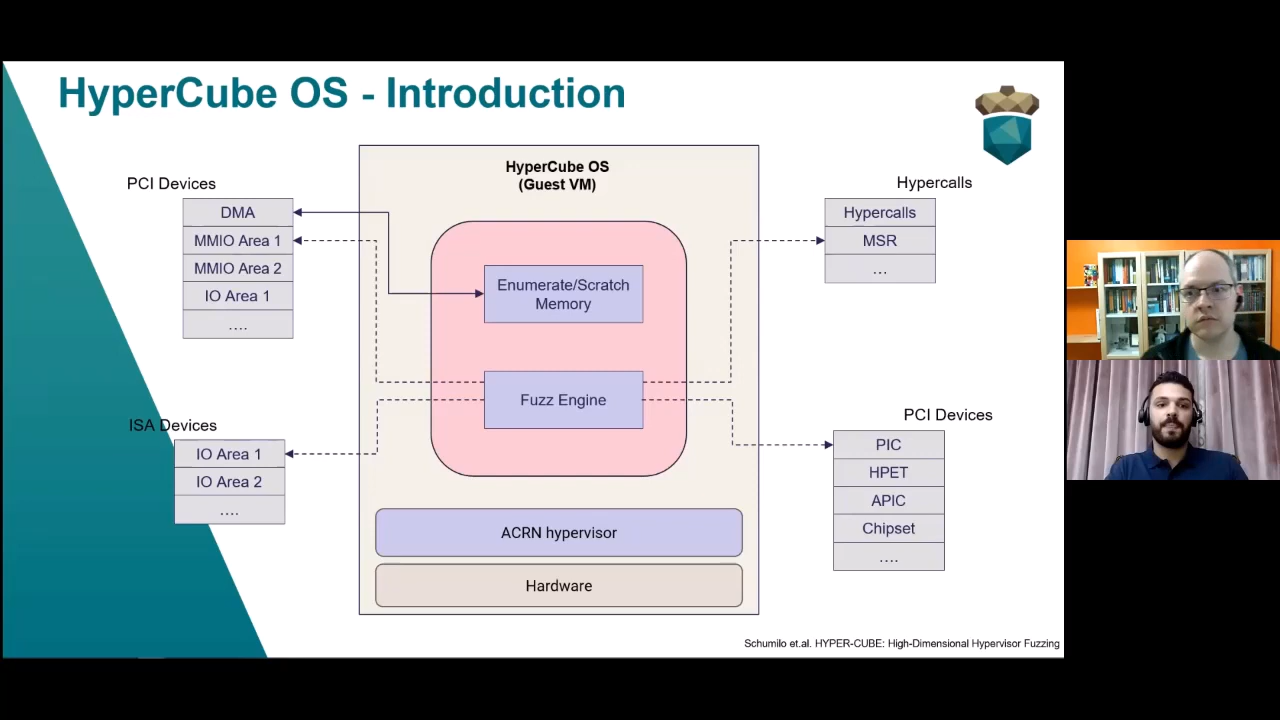 HyperCube OS - Introduction
PCI Devices
DMA
MMIO Area 1
MMIO Area 2
IO Area 1
....
ISA Devices
IO Area 1
IO Area 2
....
HyperCube OS
(Guest VM)
Enumerate/Scratch
Memory
Fuzz Engine
ACRN hypervisor
Hardware
Hypercalls
Hypercalls
MSR
...
PCI Devices
PIC
HPET
APIC
Chipset
....
Schumilo et.al. HYPER-CUBE: High-Dimensional Hypervisor Fuzzing